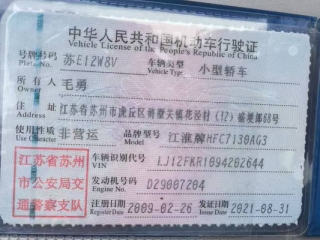 中华人民共和国机动车行驶证
Vehicle License of the People's Republic of China
号牌号码 苏E12W8V 车辆类型 小型轿车
Plate No. Vehicle Type
所有人 毛勇
Owner
住址 江苏省苏州市虎丘区
Address
使用性质 非营运 品牌型号 江淮牌HFC7130AG3
Use Character Model
江苏省苏州
市公安局交
通警察支队
车辆识别代号 LJ12FKR1094202644
VIN
发动机号码 D29007204
Engine No.
注册日期 2009-02-26 发证日期 2021-08-31
Register Date Issue Date